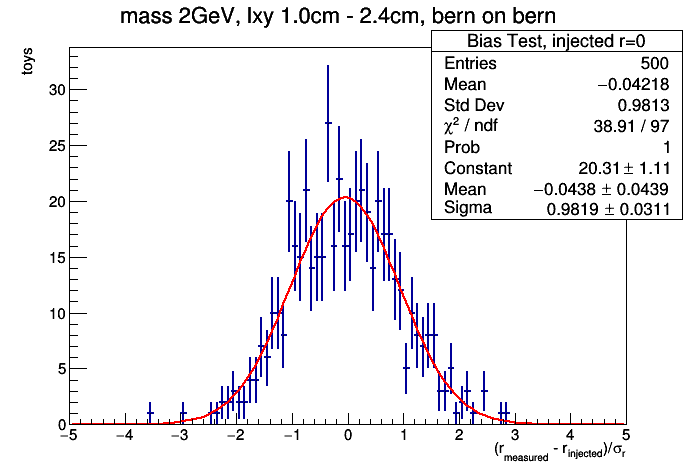 mass 2GeV, lxy 1.0cm - 2.4cm, bern on bern
toys
Bias Test, injected r=0
Entries 500
Mean −0.04218
Std Dev 0.9813
χ² / ndf 38.91 / 97
Prob 1
Constant 20.31 ± 1.11
Mean −0.0438 ± 0.0439
Sigma 0.9819 ± 0.0311
30
25
20
15
10
5
0
−5 −4 −3 −2 −1 0 1 2 3 4 5
(r_measured - r_injected)/σ_r